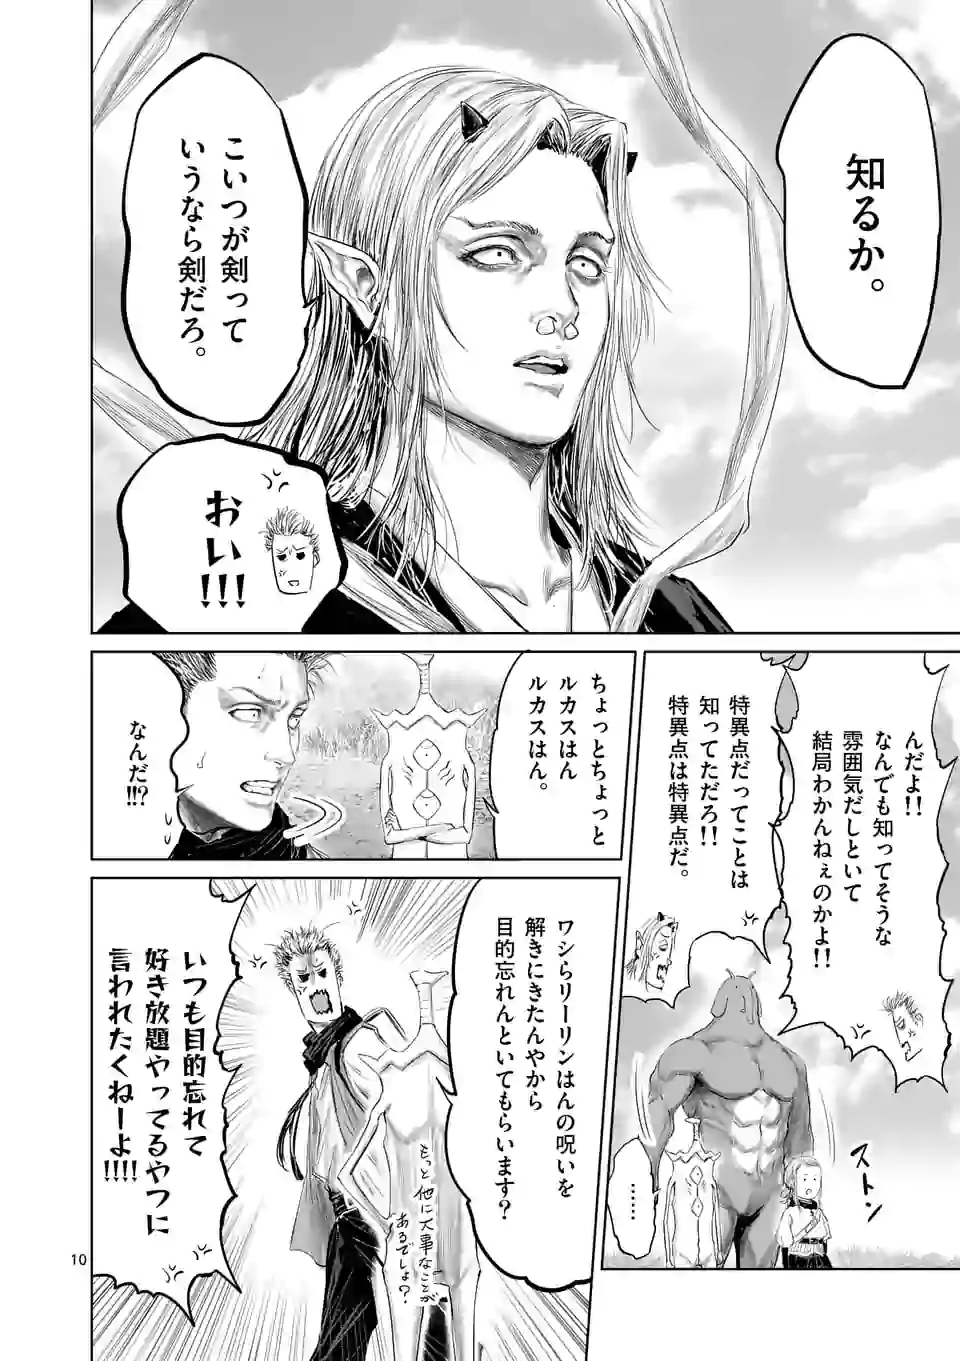 知るか。
こいつが剣って
いうなら剣だろ。
おい!!!
んだよ!!
なんでも知ってそうな
雰囲気だしといて
結局わかんねぇのかよ!!
特異点だってことは
知ってただろ!!
特異点は特異点だ。
ストン
……
ちょっとちょっと
ルカスはん
ルカスはん。
なんだ!!?
ワシらリーリンはんの呪いを
解きにきたんやから
目的忘れんといてもらいます?
もっと他に大事なことが
あるでしょ?
いつも目的忘れて
好き放題やってるやつに
言われたくねーよ!!!!
10